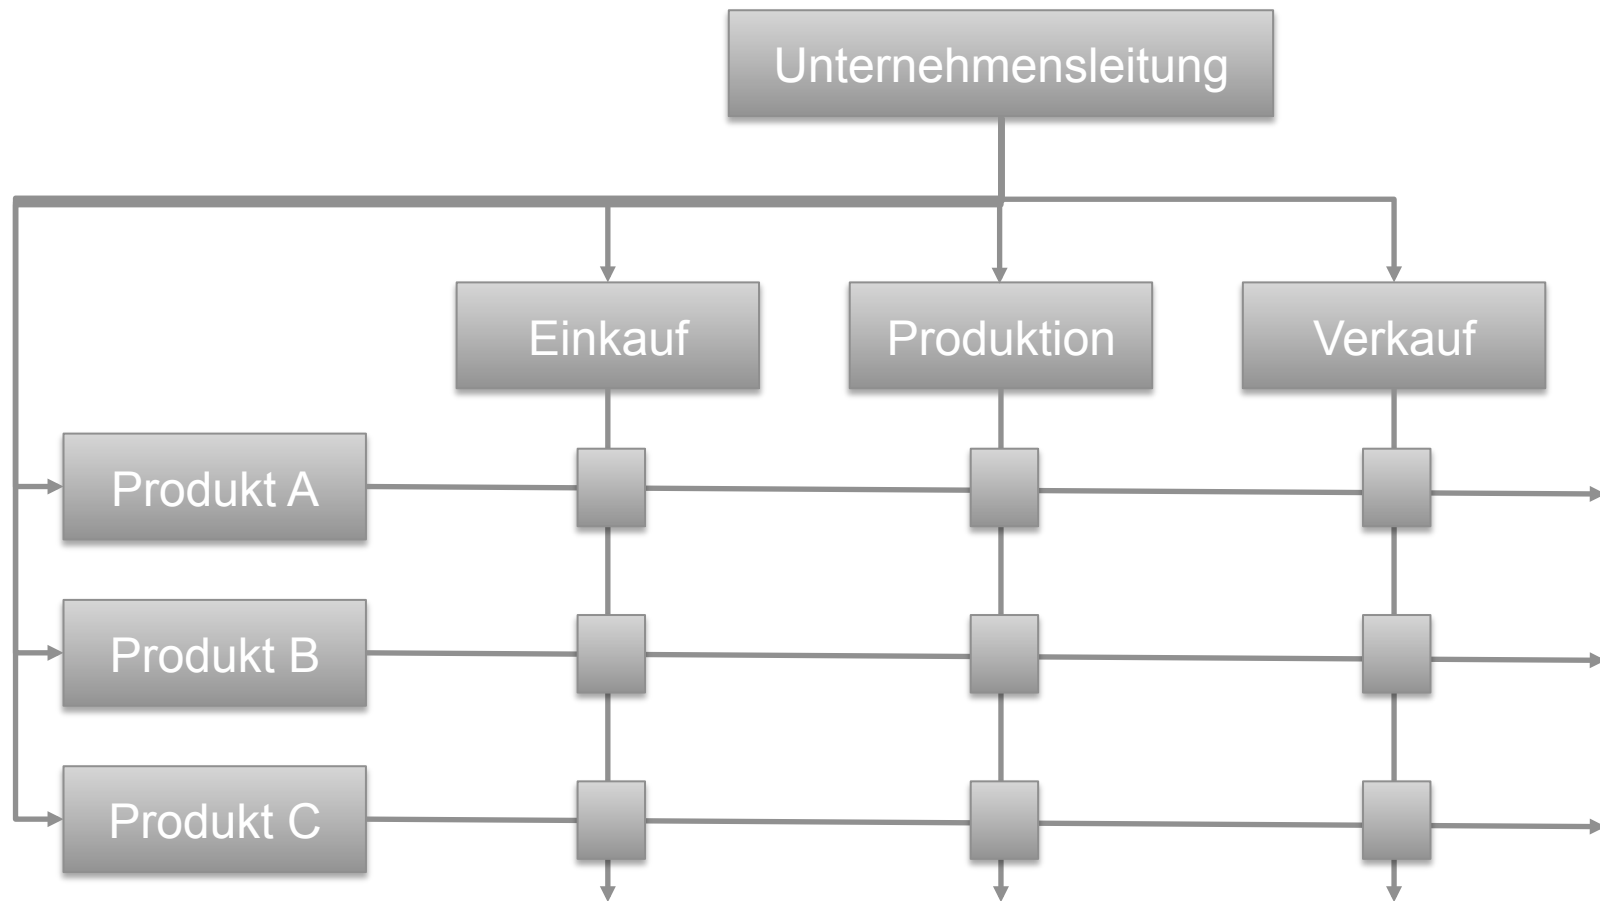 Unternehmensleitung
Einkauf
Produktion
Verkauf
Produkt A
Produkt B
Produkt C